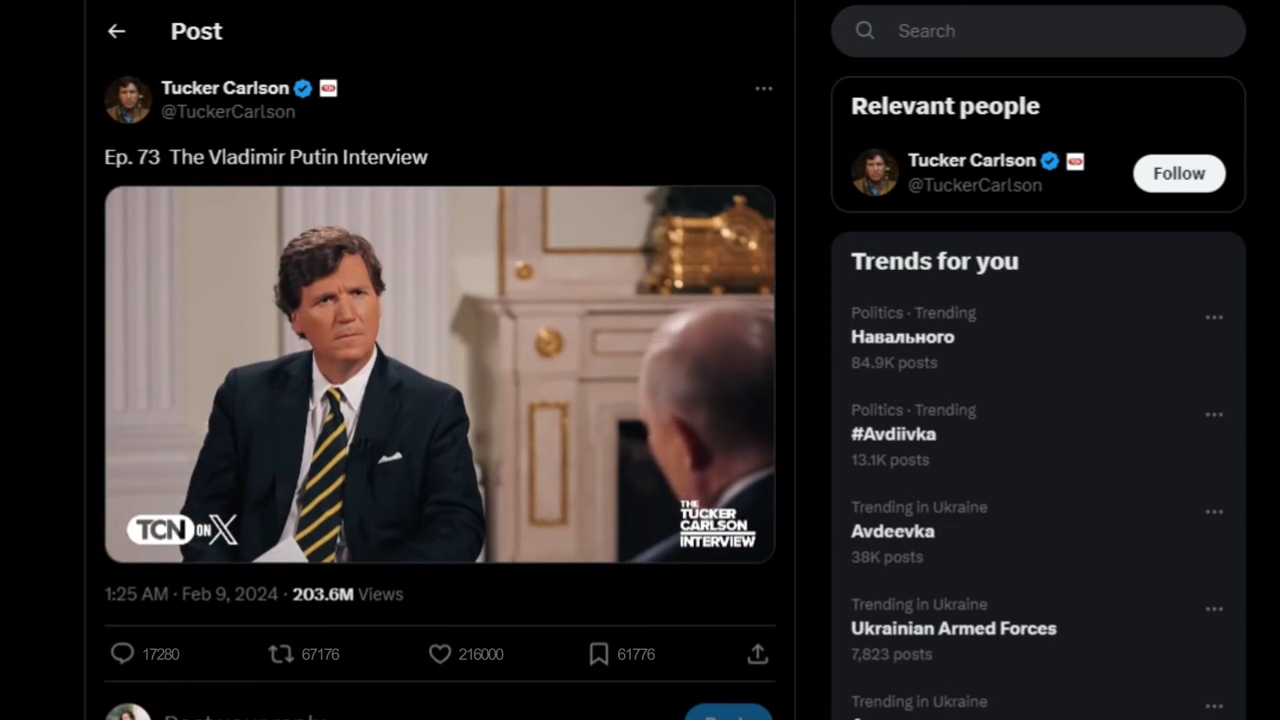 Post
Tucker Carlson
@TuckerCarlson
Ep. 73 The Vladimir Putin Interview
TCN ON X
THE
TUCKER
CARLSON
INTERVIEW
1:25 AM · Feb 9, 2024 · 203.6M Views
17280 67176 216000 61776
Search
Relevant people
Tucker Carlson
@TuckerCarlson
Follow
Trends for you
Politics · Trending
Навального
84.9K posts
Politics · Trending
#Avdiivka
13.1K posts
Trending in Ukraine
Avdeevka
38K posts
Trending in Ukraine
Ukrainian Armed Forces
7,823 posts
Trending in Ukraine